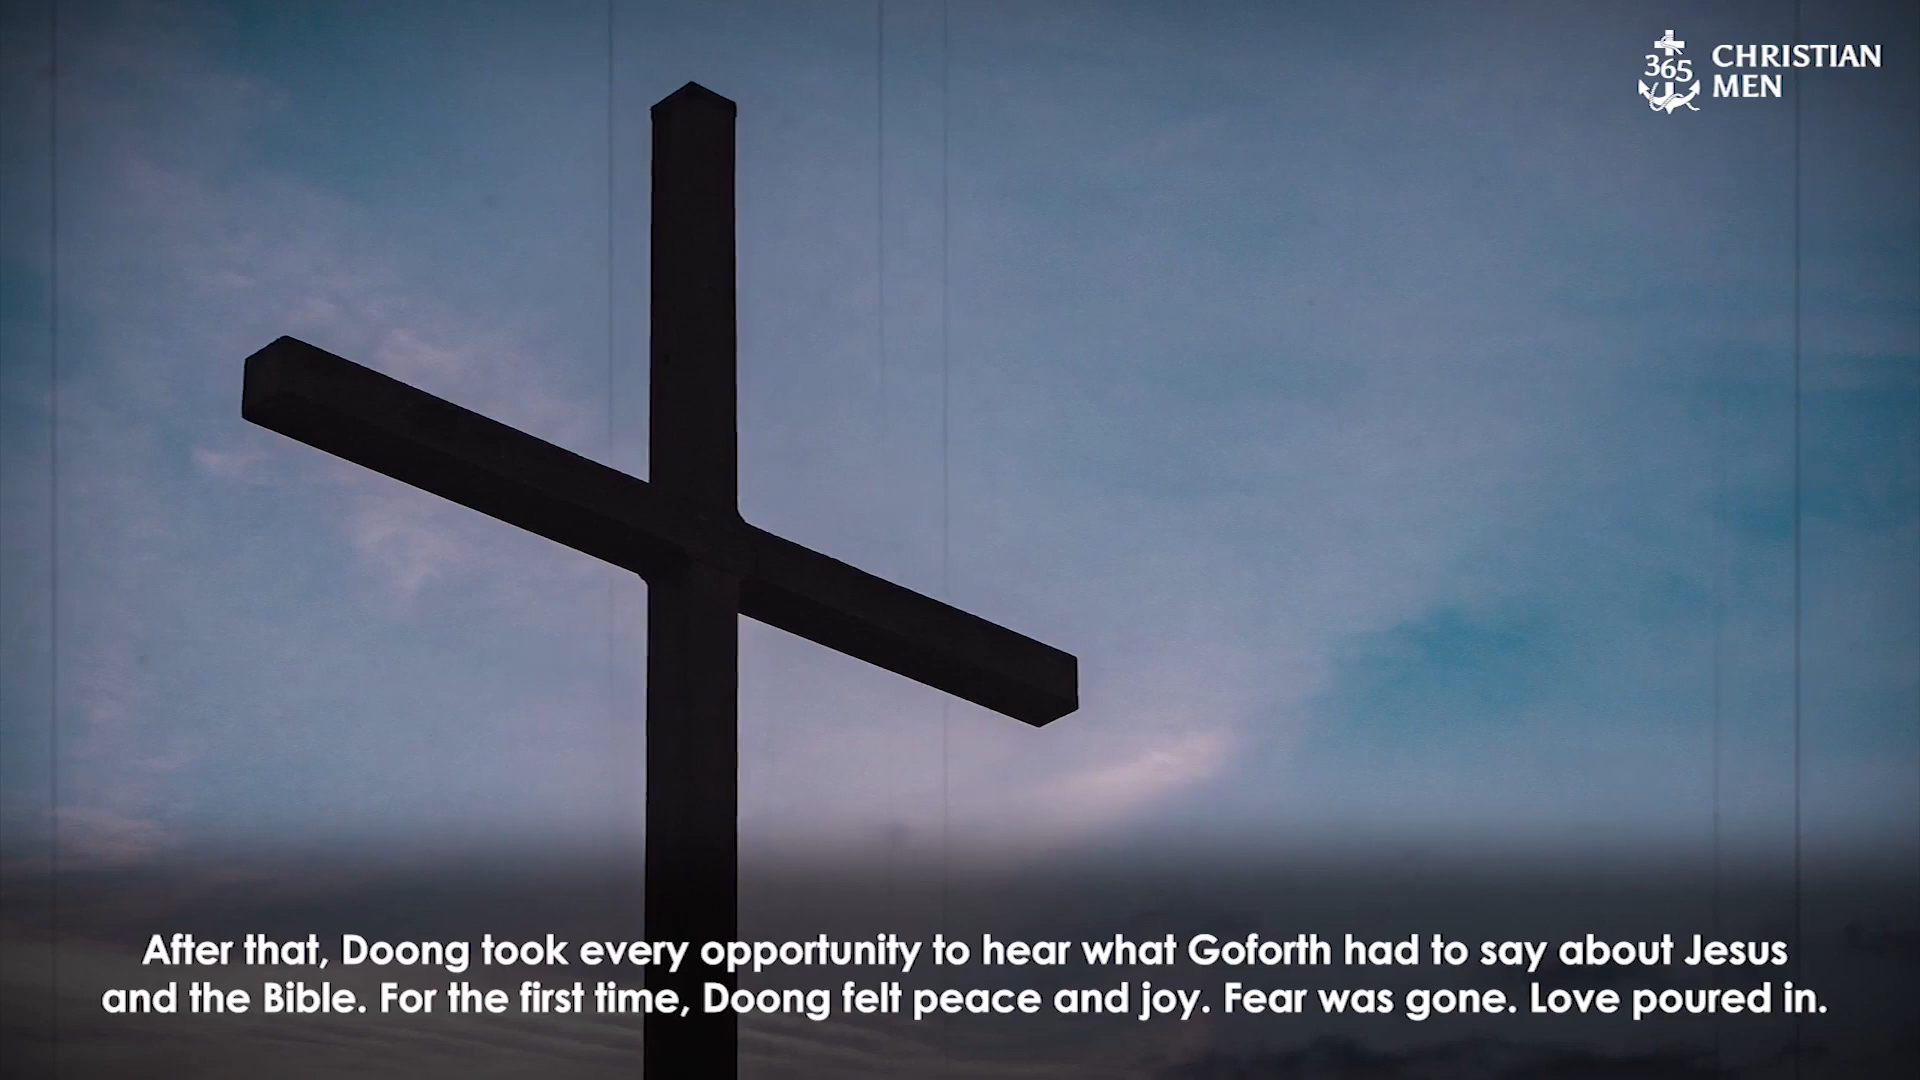 365
CHRISTIAN
MEN
After that, Doong took every opportunity to hear what Goforth had to say about Jesus
and the Bible. For the first time, Doong felt peace and joy. Fear was gone. Love poured in.